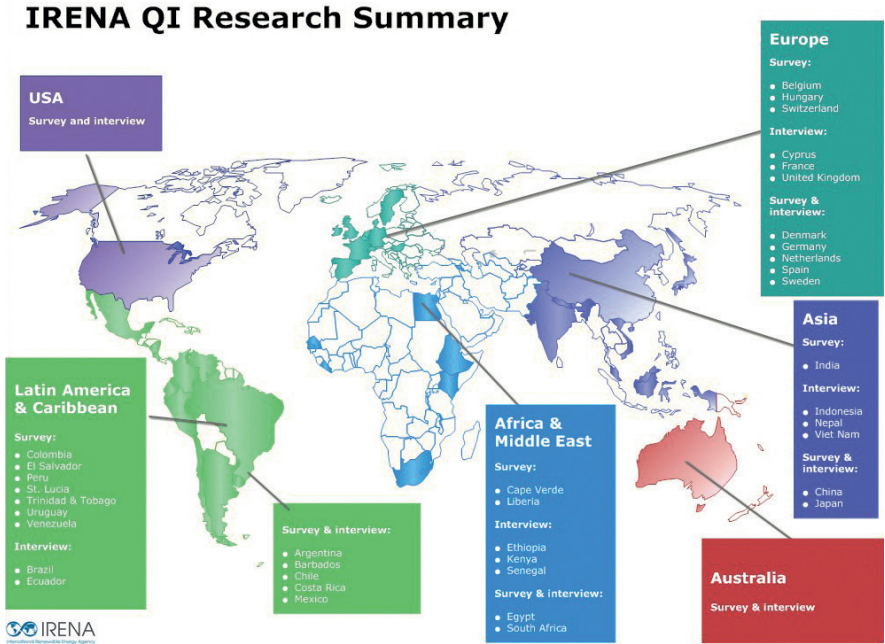 IRENA QI Research Summary
USA
Survey and interview
Europe
Survey:
● Belgium
● Hungary
● Switzerland
Interview:
● Cyprus
● France
● United Kingdom
Survey &
interview:
● Denmark
● Germany
● Netherlands
● Spain
● Sweden
Asia
Survey:
● India
Interview:
● Indonesia
● Nepal
● Viet Nam
Survey &
interview:
● China
● Japan
Latin America
& Caribbean
Survey:
● Colombia
● El Salvador
● Peru
● St. Lucia
● Trinidad & Tobago
● Uruguay
● Venezuela
Interview:
● Brazil
● Ecuador
Survey & interview:
● Argentina
● Barbados
● Chile
● Costa Rica
● Mexico
Africa &
Middle East
Survey:
● Cape Verde
● Liberia
Interview:
● Ethiopia
● Kenya
● Senegal
Survey & interview:
● Egypt
● South Africa
Australia
Survey & interview
IRENA
International Renewable Energy Agency